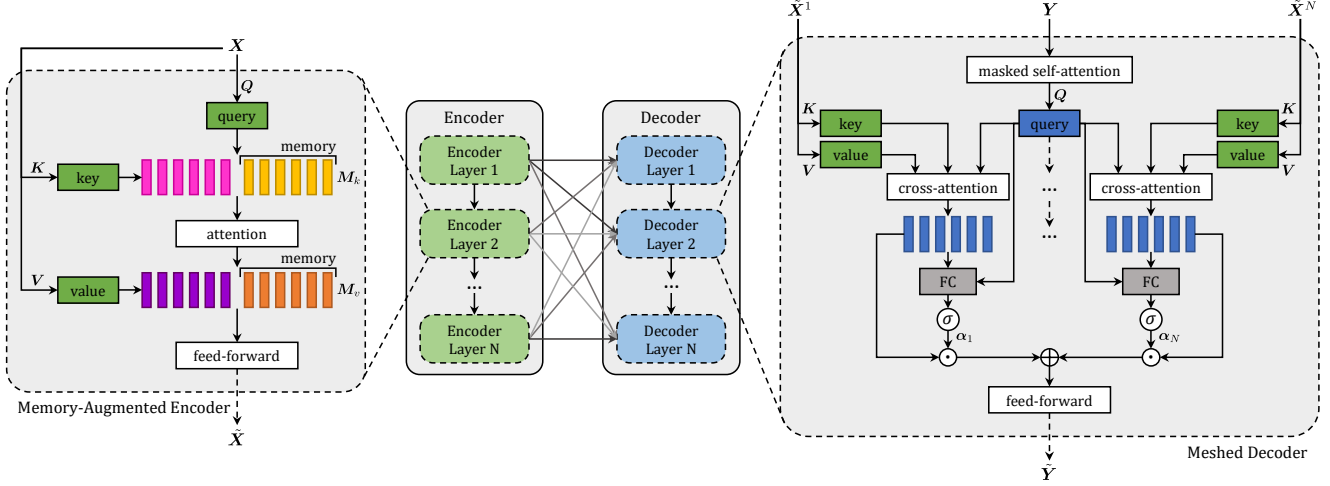 X
Q
query
memory
K
key
M_k
attention
memory
V
value
M_v
feed-forward
Memory-Augmented Encoder
X̃
Encoder
Encoder
Layer 1
Encoder
Layer 2
...
Encoder
Layer N
Decoder
Decoder
Layer 1
Decoder
Layer 2
...
Decoder
Layer N
X̃¹
Y
X̃ᴺ
masked self-attention
Q
K
key
query
key
K
V
value
value
V
cross-attention
...
cross-attention
...
FC
FC
σ
σ
α₁
α_N
feed-forward
Meshed Decoder
Ỹ